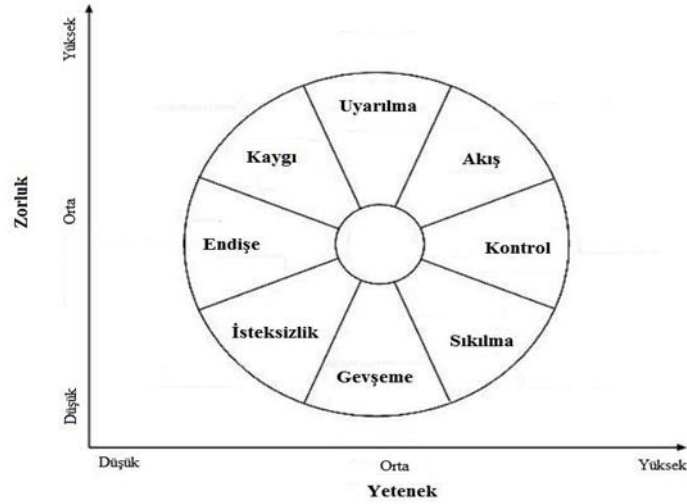 Yüksek
Uyarılma
Kaygı
Akış
Zorluk
Orta
Endişe
Kontrol
İsteksizlik
Sıkılma
Gevşeme
Düşük
Düşük
Orta
Yüksek
Yetenek